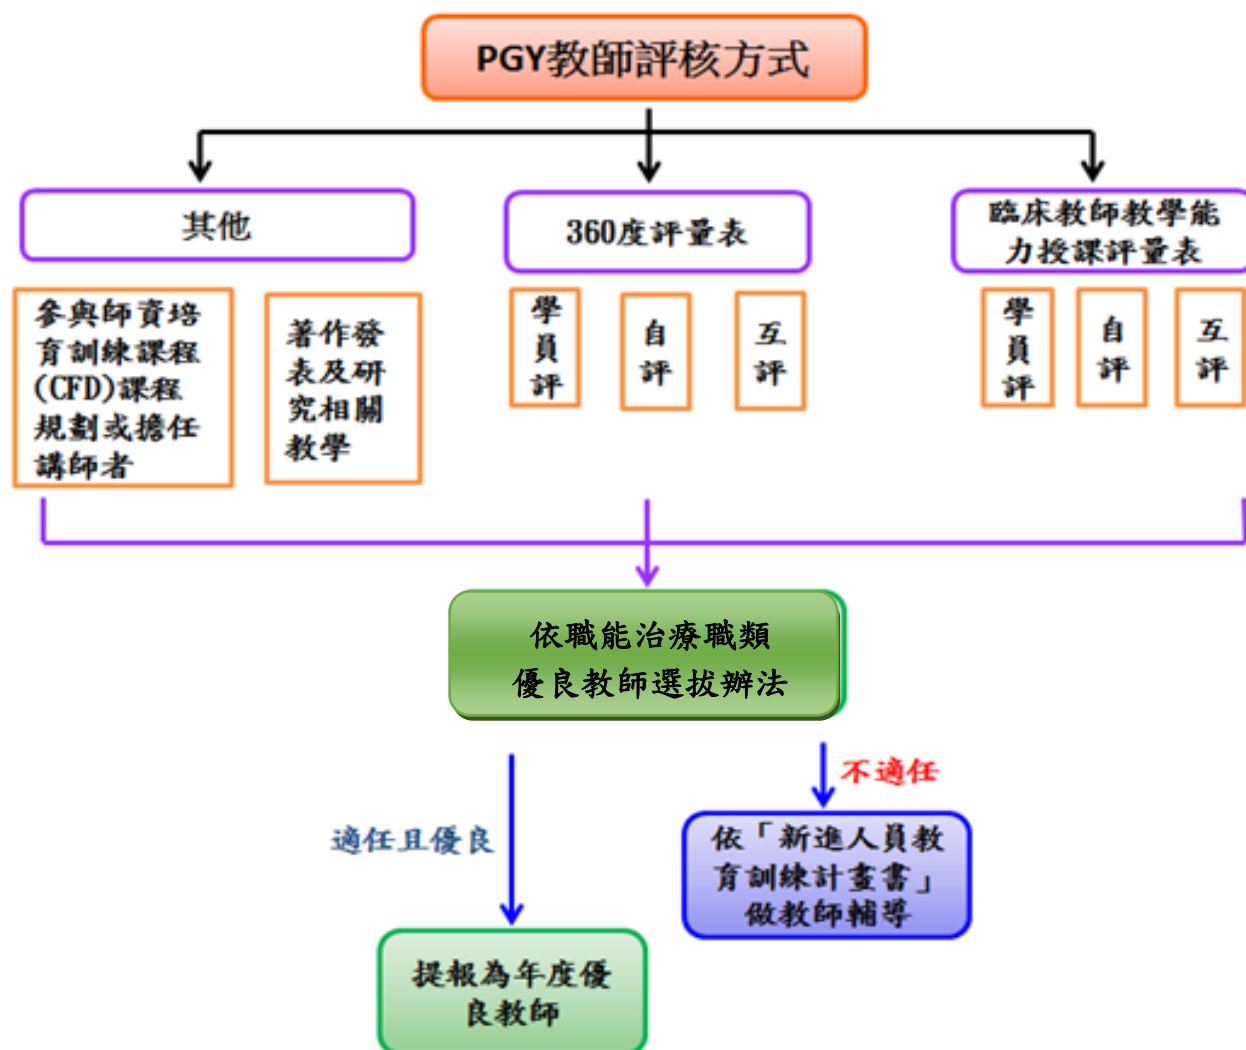 PGY教師評核方式
其他
360度評量表
臨床教師教學能
力授課評量表
參與師資培
育訓練課程
(CFD)課程
規劃或擔任
講師者
著作發
表及研
究相關
教學
學
員
評
自
評
互
評
學
員
評
自
評
互
評
依職能治療職類
優良教師選拔辦法
不適任
適任且優良
依「新進人員教
育訓練計畫書」
做教師輔導
提報為年度優
良教師